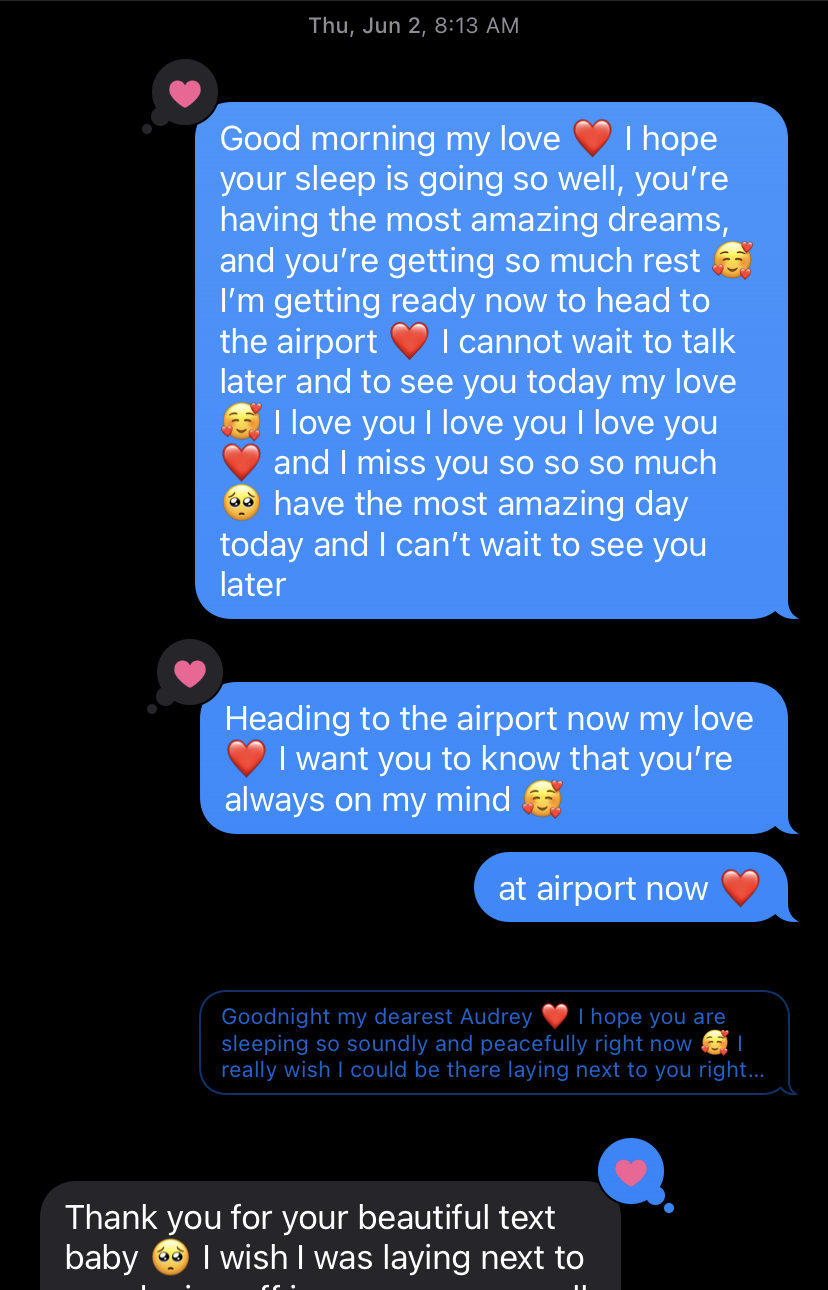 Thu, Jun 2, 8:13 AM
Good morning my love ❤️ I hope
your sleep is going so well, you’re
having the most amazing dreams,
and you’re getting so much rest 🥰
I’m getting ready now to head to
the airport ❤️ I cannot wait to talk
later and to see you today my love
🥰 I love you I love you I love you
❤️ and I miss you so so so much
🥺 have the most amazing day
today and I can’t wait to see you
later
Heading to the airport now my love
❤️ I want you to know that you’re
always on my mind 🥰
at airport now ❤️
Goodnight my dearest Audrey ❤️ I hope you are
sleeping so soundly and peacefully right now 🥰 I
really wish I could be there laying next to you right...
Thank you for your beautiful text
baby 🥺 I wish I was laying next to